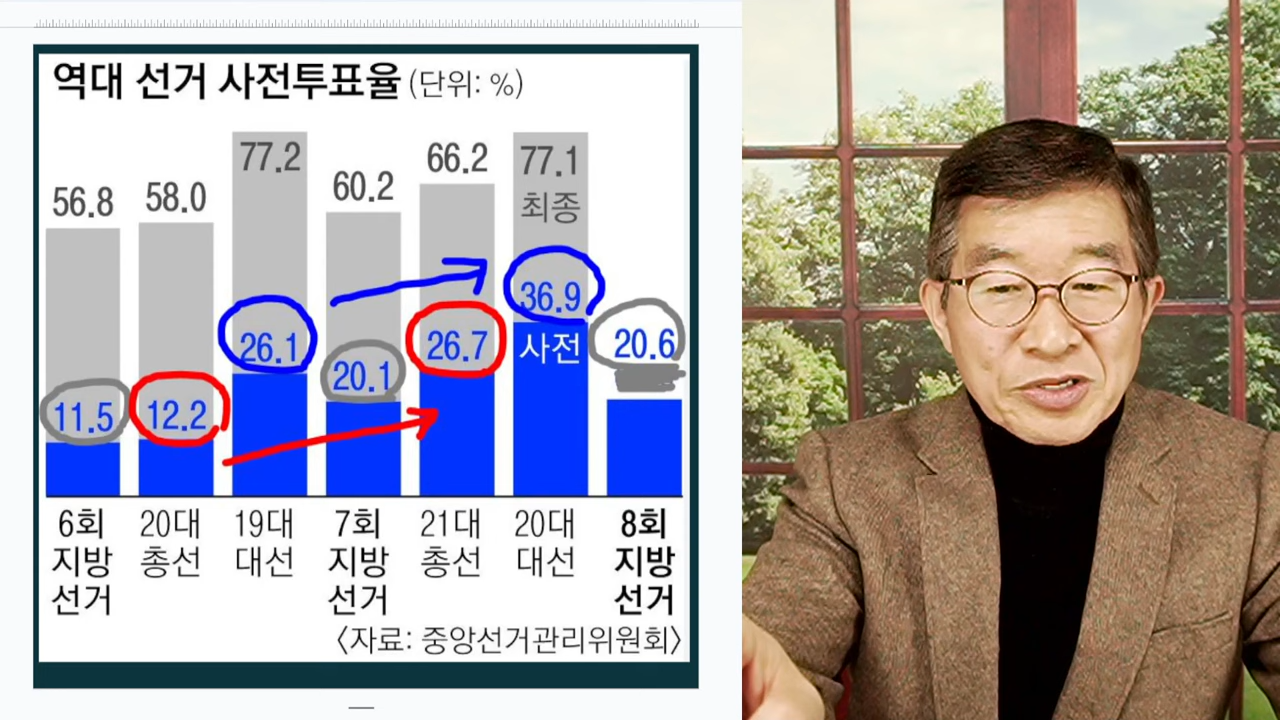 역대 선거 사전투표율 (단위: %)
56.8 58.0 77.2 60.2 66.2 77.1
최종
11.5 12.2 26.1 20.1 26.7 36.9 20.6
사전
6회 지방 선거
20대 총선
19대 대선
7회 지방 선거
21대 총선
20대 대선
8회 지방 선거
〈자료: 중앙선거관리위원회〉